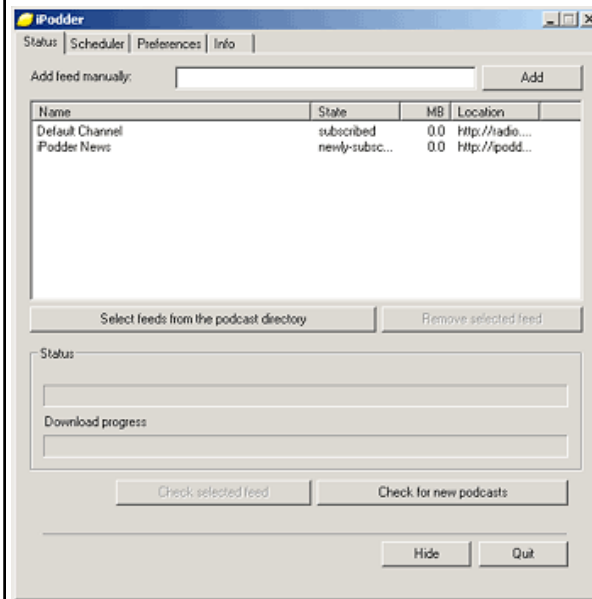 iPodder
Status Scheduler Preferences Info
Add feed manually: Add
Name State MB Location
Default Channel subscribed 0.0 http://radio....
iPodder News newly-subsc... 0.0 http://ipodd...
Select feeds from the podcast directory Remove selected feed
Status
Download progress
Check selected feed Check for new podcasts
Hide Quit